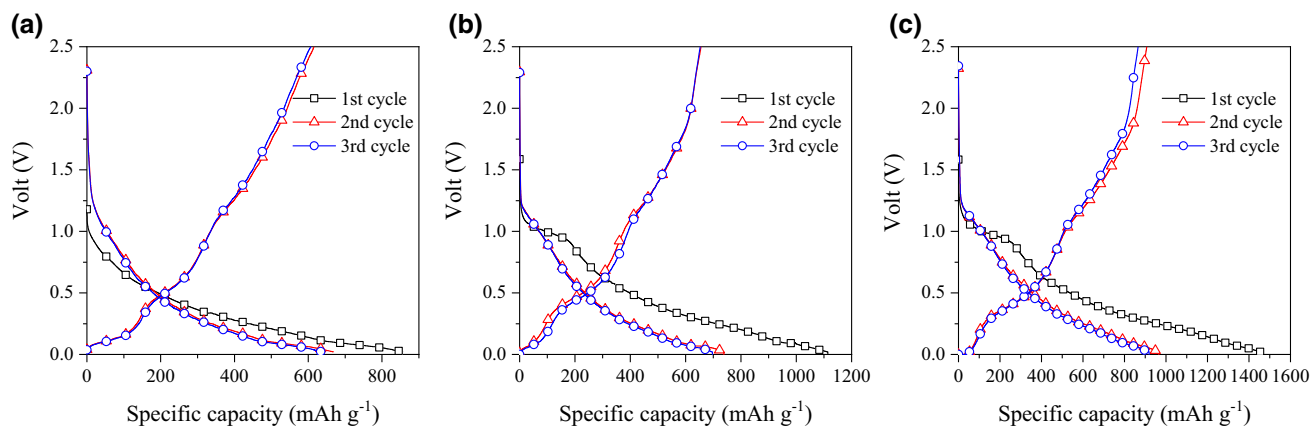 (a)
2.5
2.0
1.5
1.0
0.5
0.0
Volt (V)
1st cycle
2nd cycle
3rd cycle
0 200 400 600 800
Specific capacity (mAh g⁻¹)
(b)
2.5
2.0
1.5
1.0
0.5
0.0
Volt (V)
1st cycle
2nd cycle
3rd cycle
0 200 400 600 800 1000 1200
Specific capacity (mAh g⁻¹)
(c)
2.5
2.0
1.5
1.0
0.5
0.0
Volt (V)
1st cycle
2nd cycle
3rd cycle
0 200 400 600 800 1000 1200 1400 1600
Specific capacity (mAh g⁻¹)